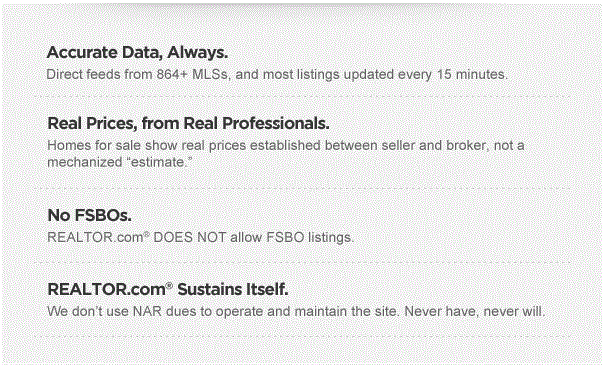 Accurate Data, Always.
Direct feeds from 864+ MLSs, and most listings updated every 15 minutes.
Real Prices, from Real Professionals.
Homes for sale show real prices established between seller and broker, not a
mechanized “estimate.”
No FSBOs.
REALTOR.com® DOES NOT allow FSBO listings.
REALTOR.com® Sustains Itself.
We don’t use NAR dues to operate and maintain the site. Never have, never will.